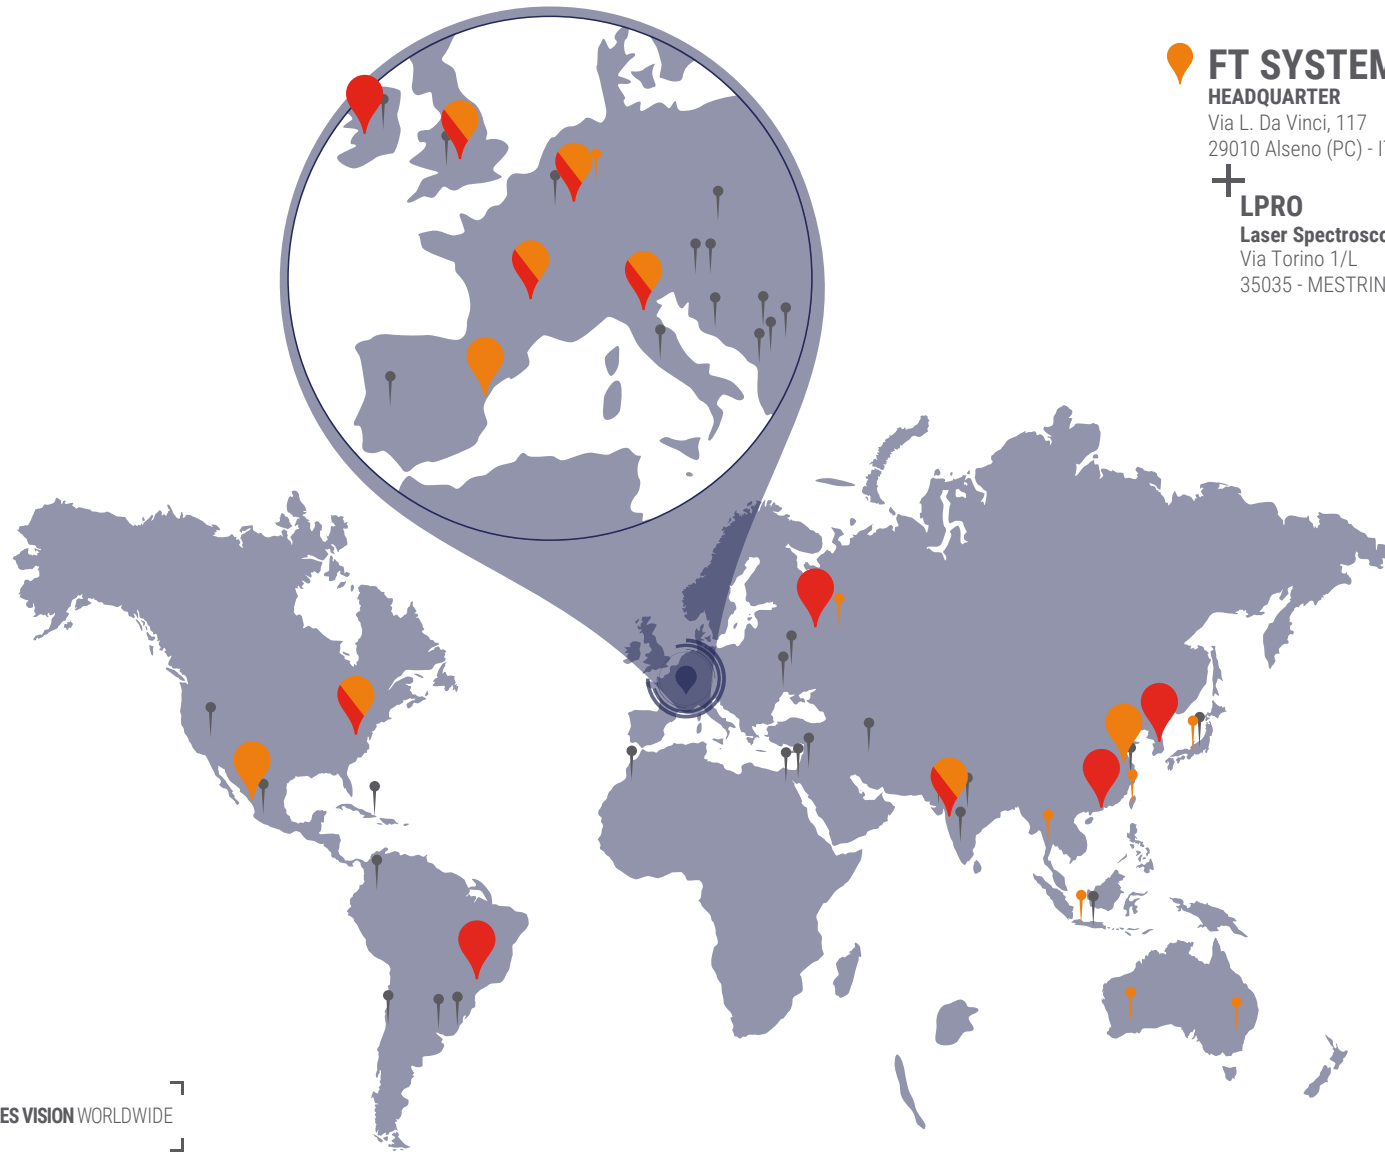 FT SYSTEM
HEADQUARTER
Via L. Da Vinci, 117
29010 Alseno (PC) - I
LPRO
Laser Spectrosco
Via Torino 1/L
35035 - MESTRIN
ES VISION WORLDWIDE